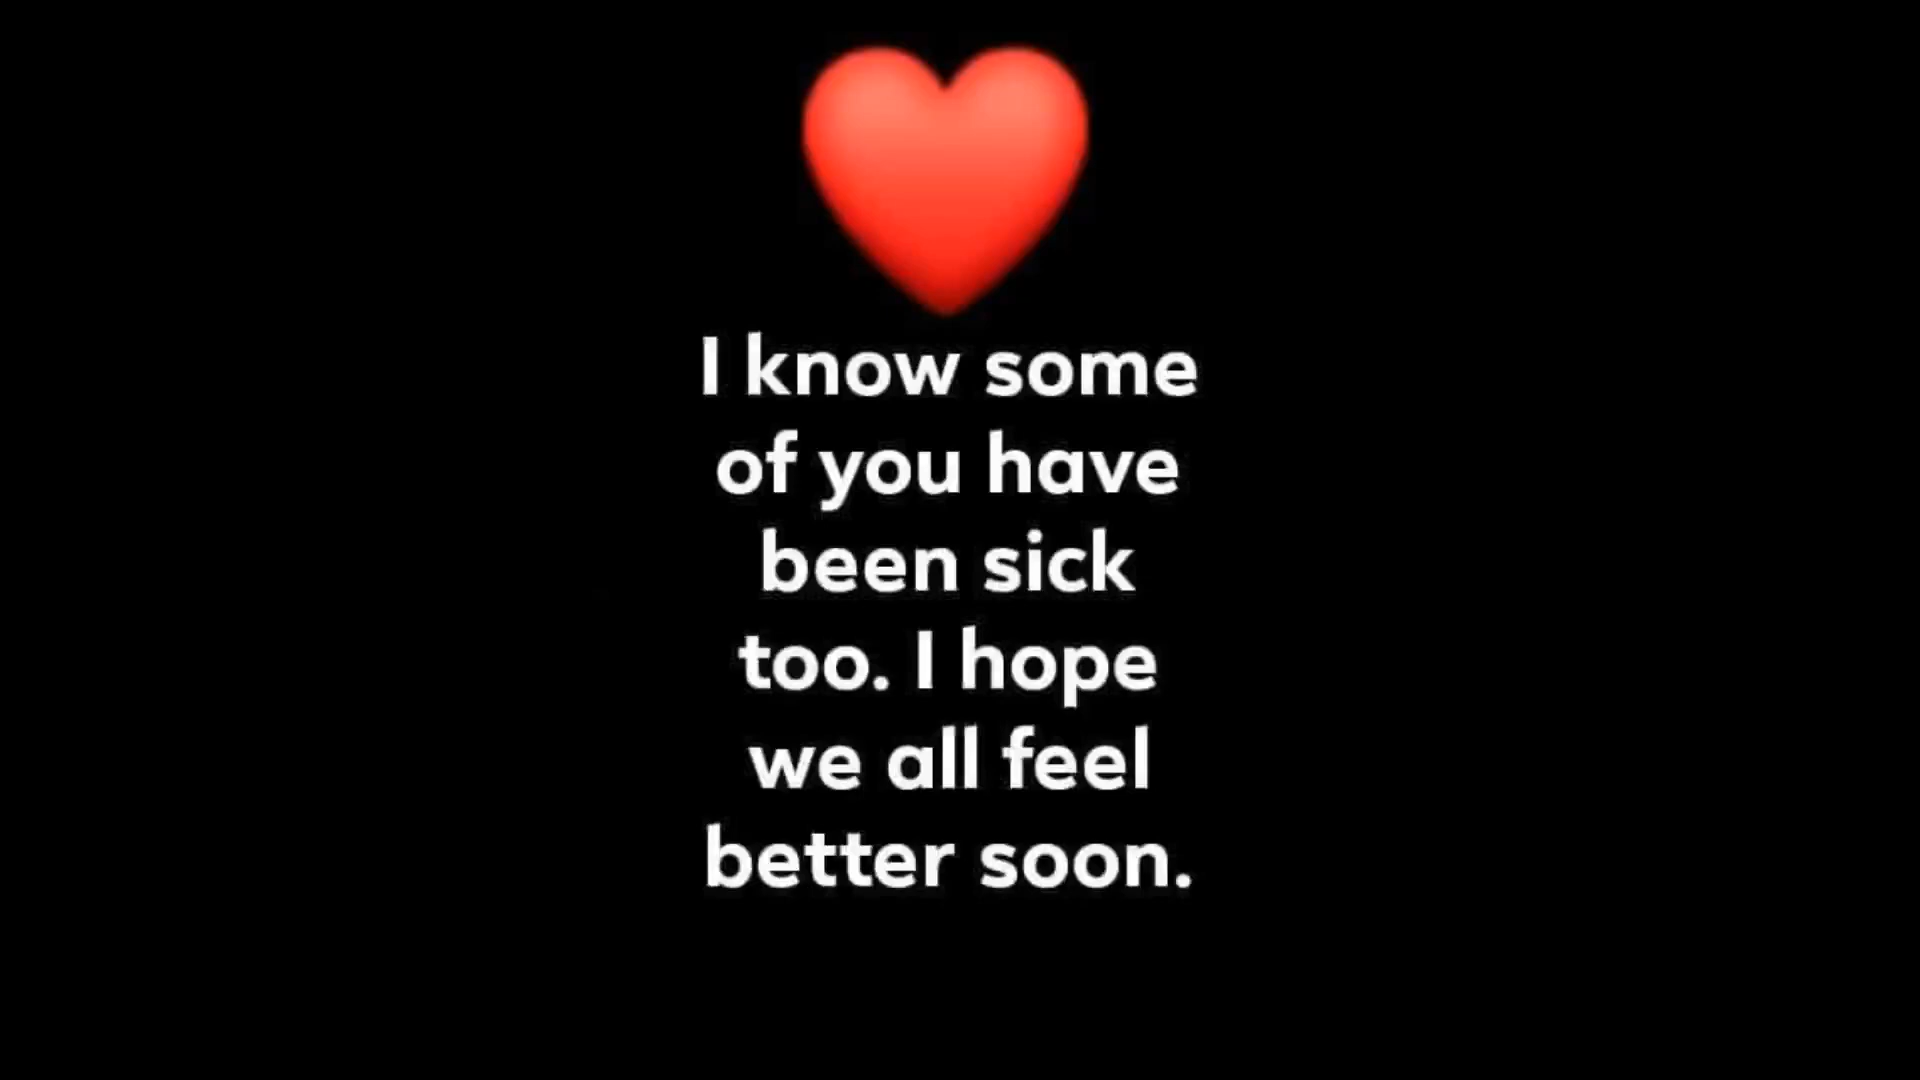 I know some
of you have
been sick
too. I hope
we all feel
better soon.